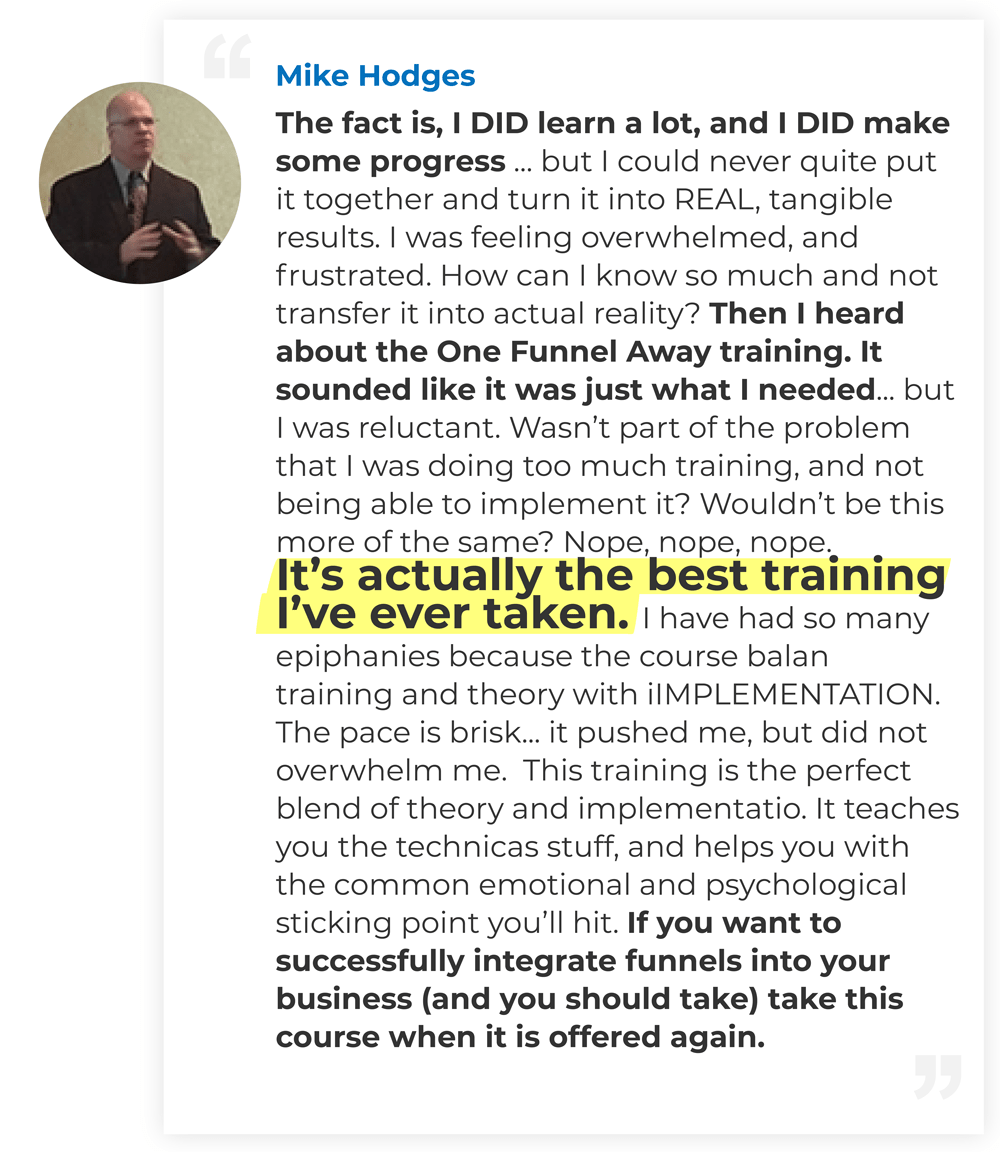 “
Mike Hodges
The fact is, I DID learn a lot, and I DID make
some progress ... but I could never quite put
it together and turn it into REAL, tangible
results. I was feeling overwhelmed, and
frustrated. How can I know so much and not
transfer it into actual reality? Then I heard
about the One Funnel Away training. It
sounded like it was just what I needed... but
I was reluctant. Wasn’t part of the problem
that I was doing too much training, and not
being able to implement it? Wouldn’t be this
more of the same? Nope, nope, nope.
It’s actually the best training
I’ve ever taken. I have had so many
epiphanies because the course balan
training and theory with iIMPLEMENTATION.
The pace is brisk... it pushed me, but did not
overwhelm me.  This training is the perfect
blend of theory and implementatio. It teaches
you the technicas stuff, and helps you with
the common emotional and psychological
sticking point you’ll hit. If you want to
successfully integrate funnels into your
business (and you should take) take this
course when it is offered again.
”